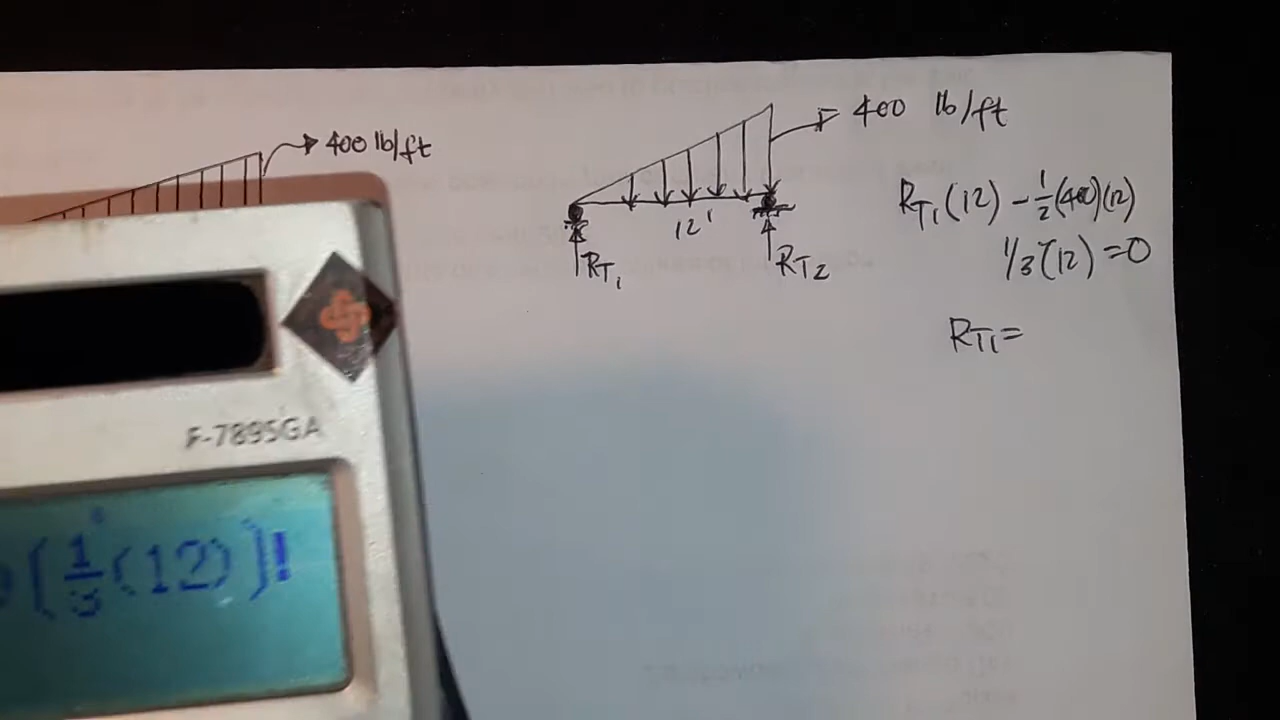 400 lb/ft
400 lb/ft
12'
RT1
RT2
RT1(12) - 1/2(400)(12)
1/3(12) = 0
RT1 =
F-789SGA
[1/3(12)]